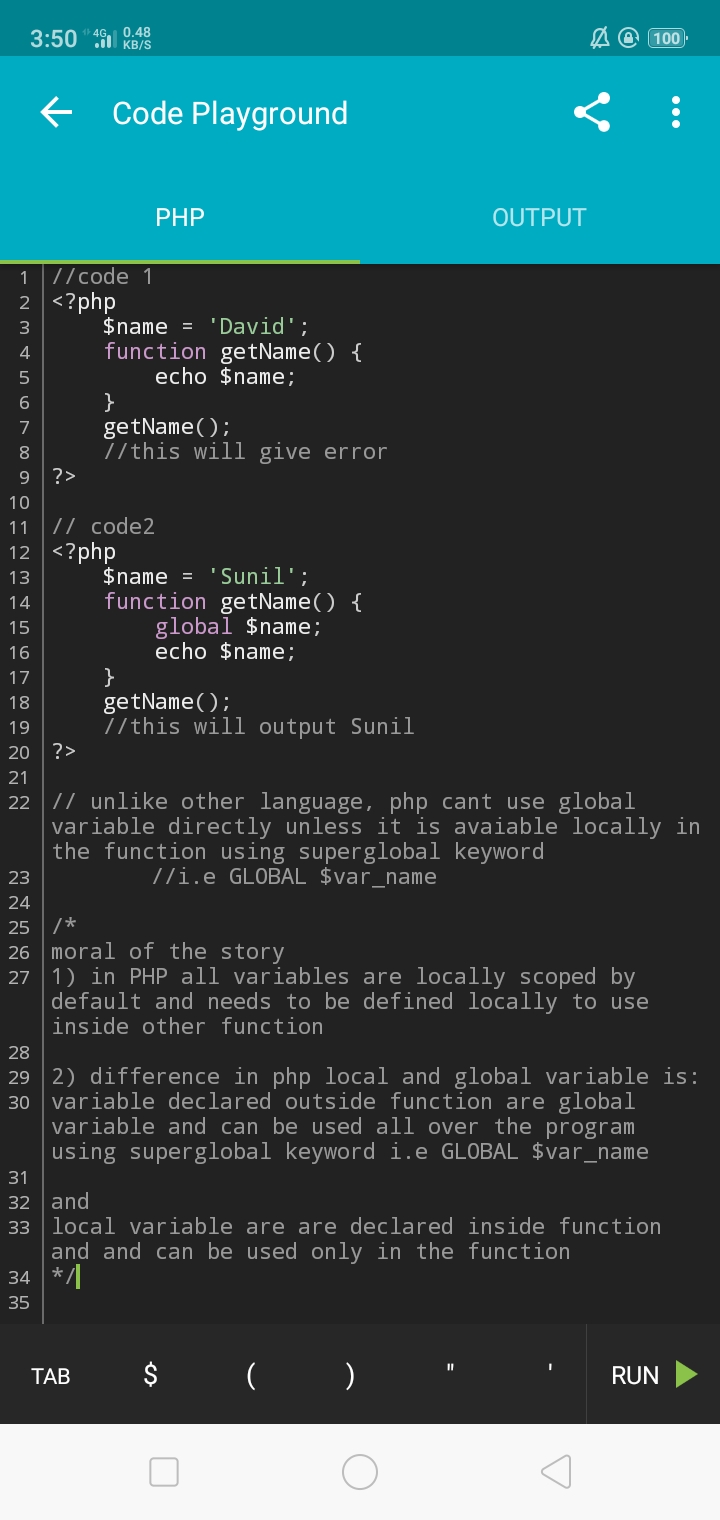 3:50 4G 0.48 KB/S 100
Code Playground
PHP OUTPUT
1 //code 1
2 <?php
3     $name = 'David';
4     function getName() {
5         echo $name;
6     }
7     getName();
8     //this will give error
9 ?>
10
11 // code2
12 <?php
13     $name = 'Sunil';
14     function getName() {
15         global $name;
16         echo $name;
17     }
18     getName();
19     //this will output Sunil
20 ?>
21
22 // unlike other language, php cant use global
variable directly unless it is avaiable locally in
the function using superglobal keyword
23         //i.e GLOBAL $var_name
24
25 /*
26 moral of the story
27 1) in PHP all variables are locally scoped by
default and needs to be defined locally to use
inside other function
28
29 2) difference in php local and global variable is:
30 variable declared outside function are global
variable and can be used all over the program
using superglobal keyword i.e GLOBAL $var_name
31
32 and
33 local variable are are declared inside function
and and can be used only in the function
34 */
35
TAB $ ( ) " ' RUN